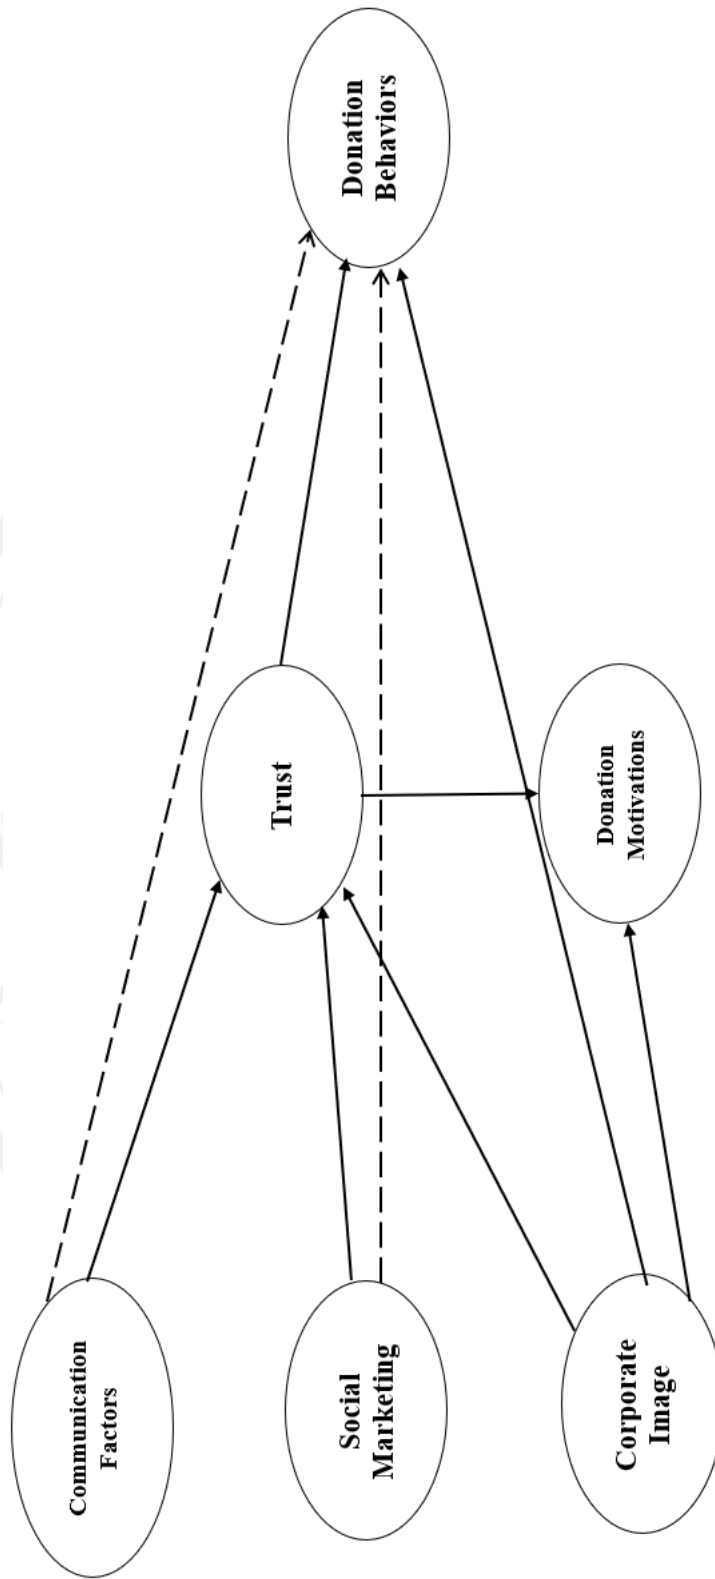 Communication
Factors
Social
Marketing
Corporate
Image
Trust
Donation
Motivations
Donation
Behaviors